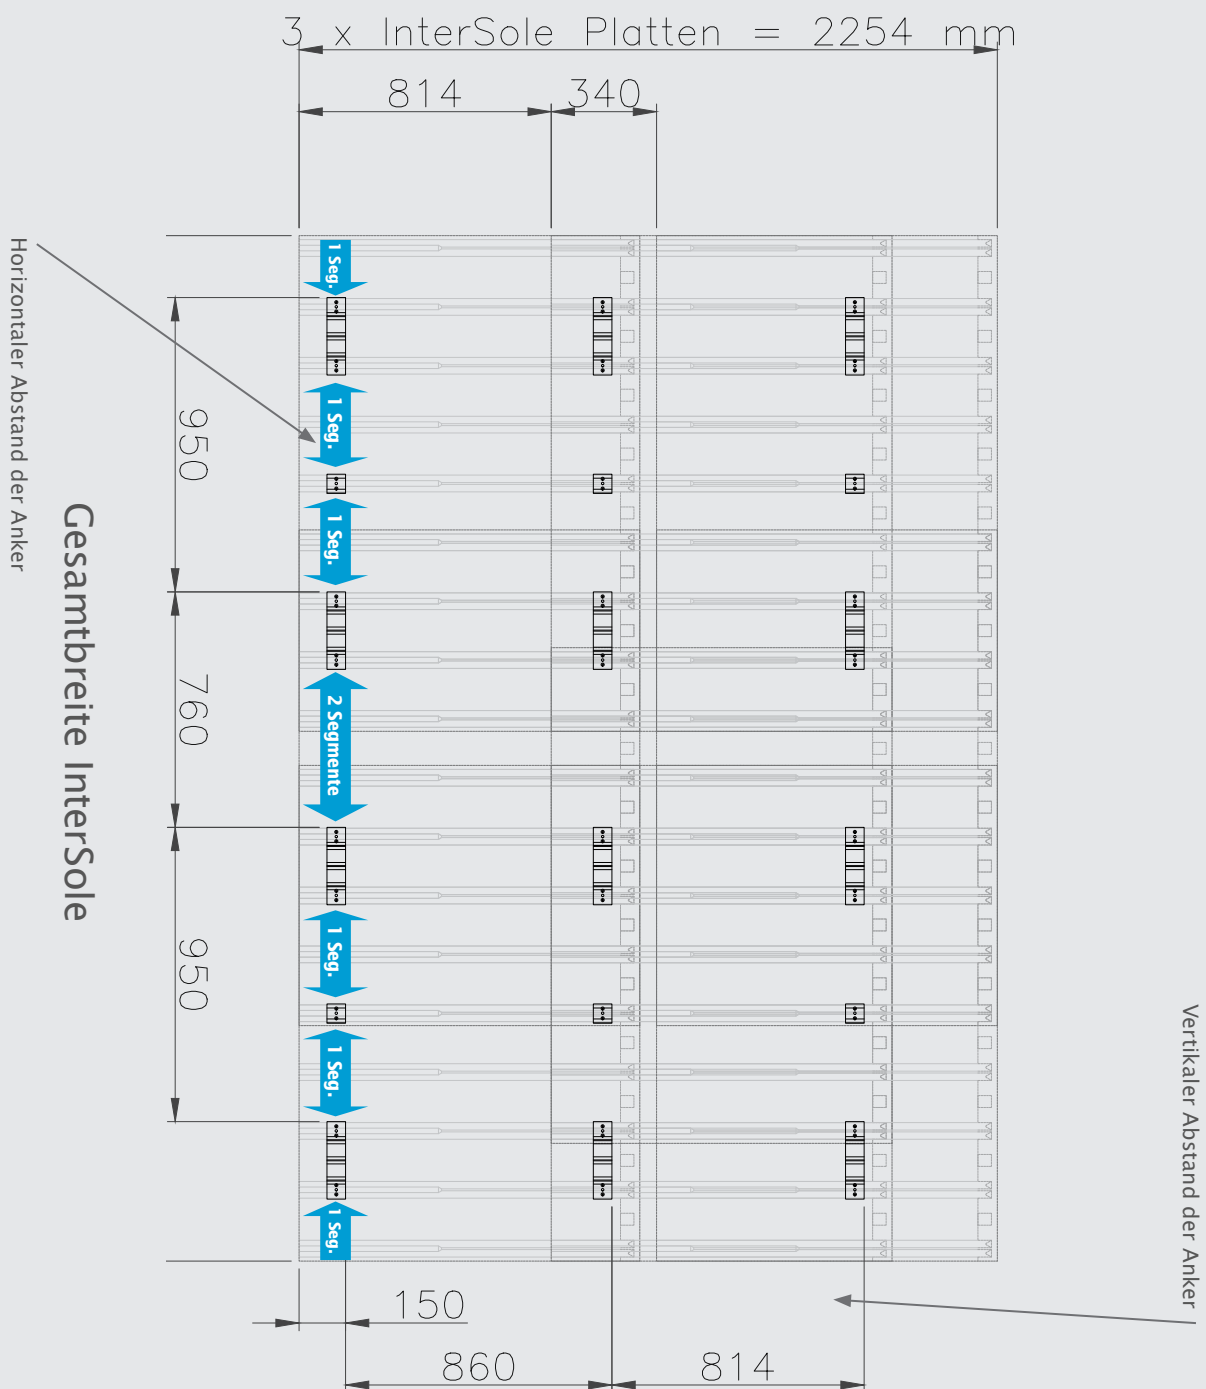 3 x InterSole Platten = 2254 mm
814
340
Horizontaler Abstand der Anker
1 Seg.
1 Seg.
1 Seg.
2 Segmente
1 Seg.
1 Seg.
1 Seg.
950
760
950
Gesamtbreite InterSole
Vertikaler Abstand der Anker
150
860
814